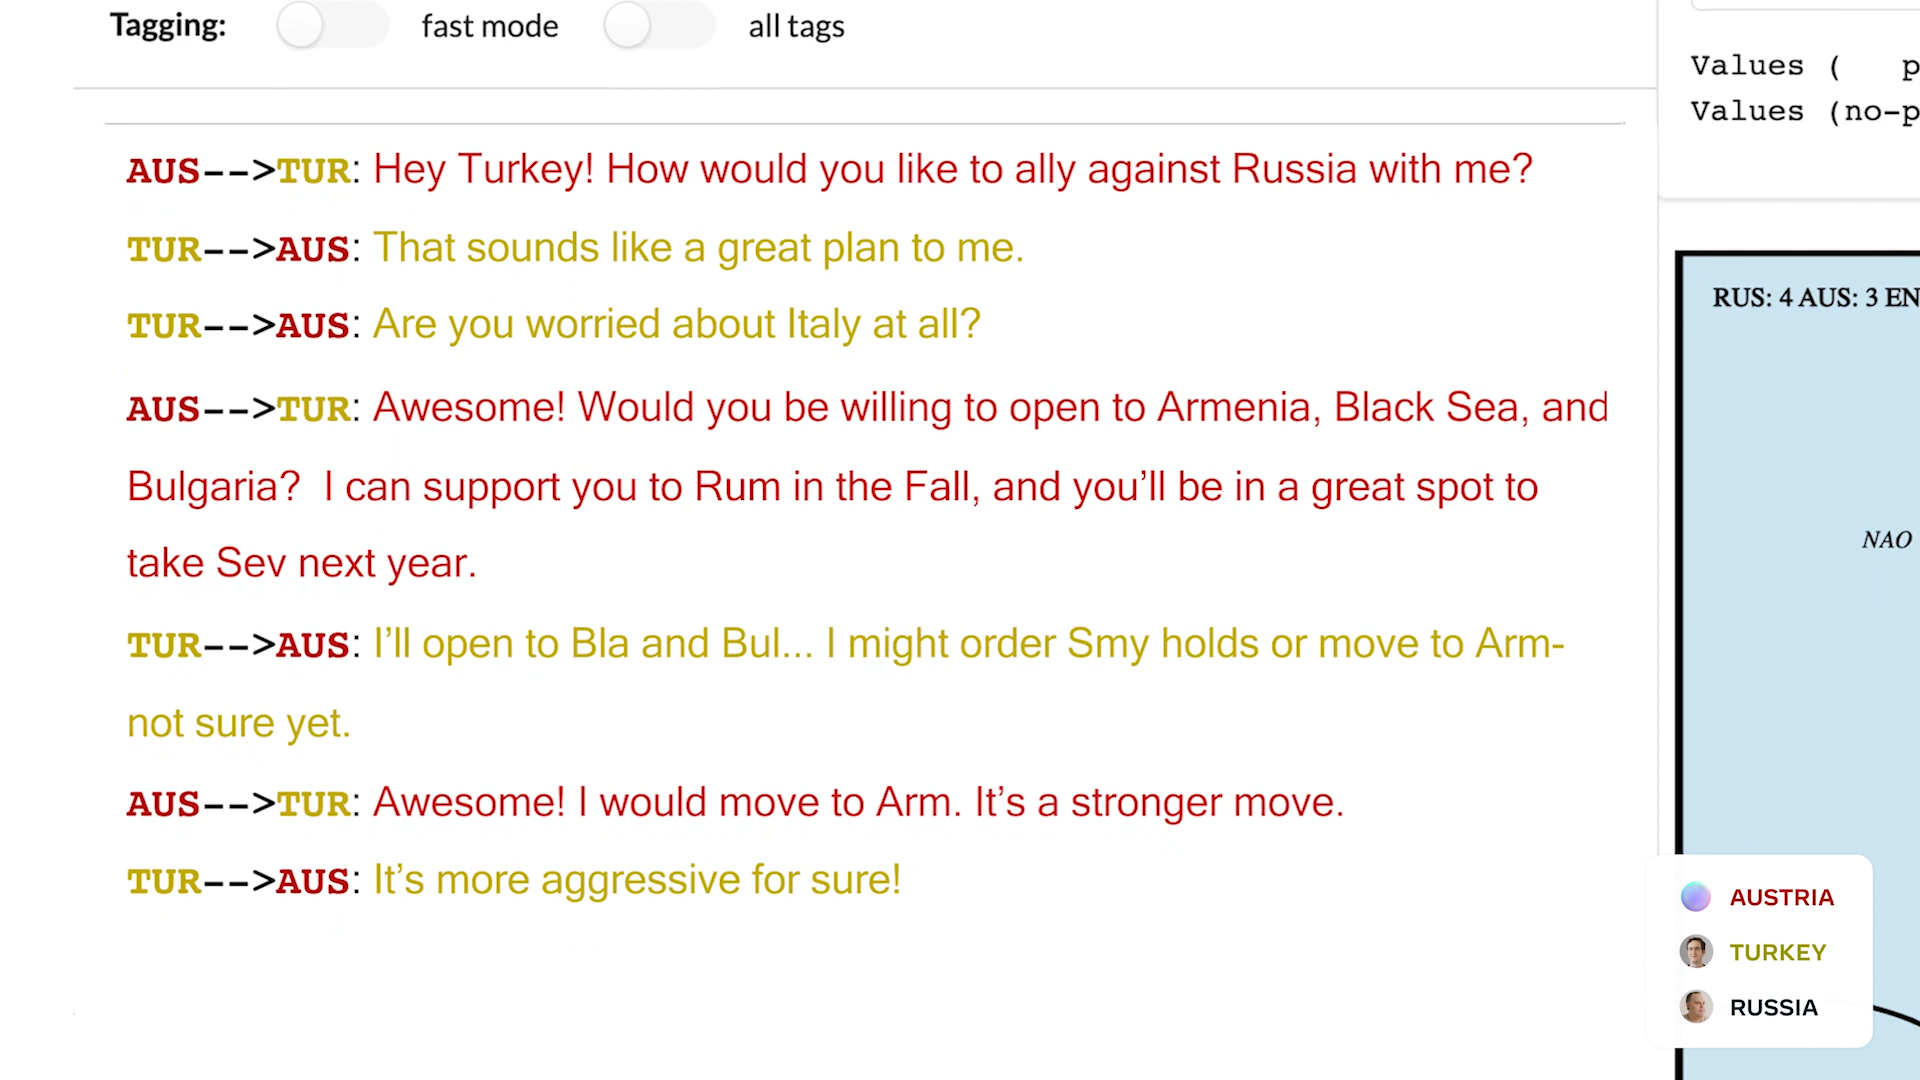 Tagging: fast mode all tags
Values ( p
Values (no-p
AUS-->TUR: Hey Turkey! How would you like to ally against Russia with me?
TUR-->AUS: That sounds like a great plan to me.
TUR-->AUS: Are you worried about Italy at all?
AUS-->TUR: Awesome! Would you be willing to open to Armenia, Black Sea, and
Bulgaria?  I can support you to Rum in the Fall, and you’ll be in a great spot to
take Sev next year.
TUR-->AUS: I’ll open to Bla and Bul... I might order Smy holds or move to Arm-
not sure yet.
AUS-->TUR: Awesome! I would move to Arm. It’s a stronger move.
TUR-->AUS: It’s more aggressive for sure!
RUS: 4 AUS: 3 EN
NAO
AUSTRIA
TURKEY
RUSSIA